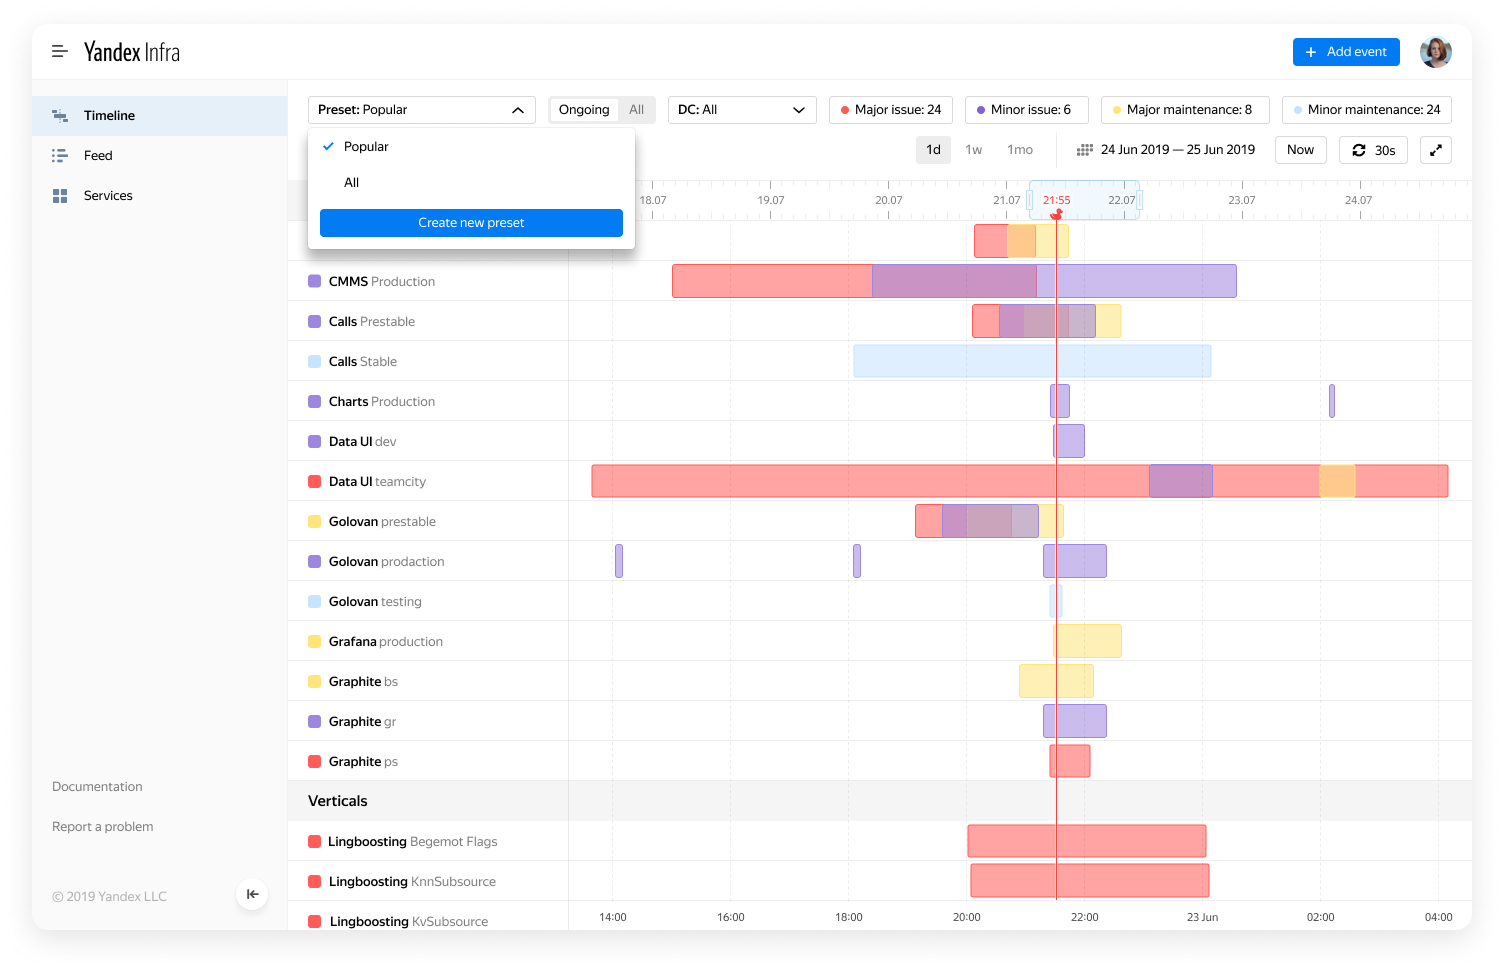 Yandex Infra
+ Add event
Timeline
Feed
Services
Preset: Popular
Ongoing All
DC: All
Major issue: 24
Minor issue: 6
Major maintenance: 8
Minor maintenance: 24
Popular
All
Create new preset
1d 1w 1mo
24 Jun 2019 — 25 Jun 2019
Now
30s
18.07 19.07 20.07 21.07 21:55 22.07 23.07 24.07
CMMS Production
Calls Prestable
Calls Stable
Charts Production
Data UI dev
Data UI teamcity
Golovan prestable
Golovan prodaction
Golovan testing
Grafana production
Graphite bs
Graphite gr
Graphite ps
Verticals
Lingboosting Begemot Flags
Lingboosting KnnSubsource
Lingboosting KvSubsource
14:00 16:00 18:00 20:00 22:00 23 Jun 02:00 04:00
Documentation
Report a problem
© 2019 Yandex LLC